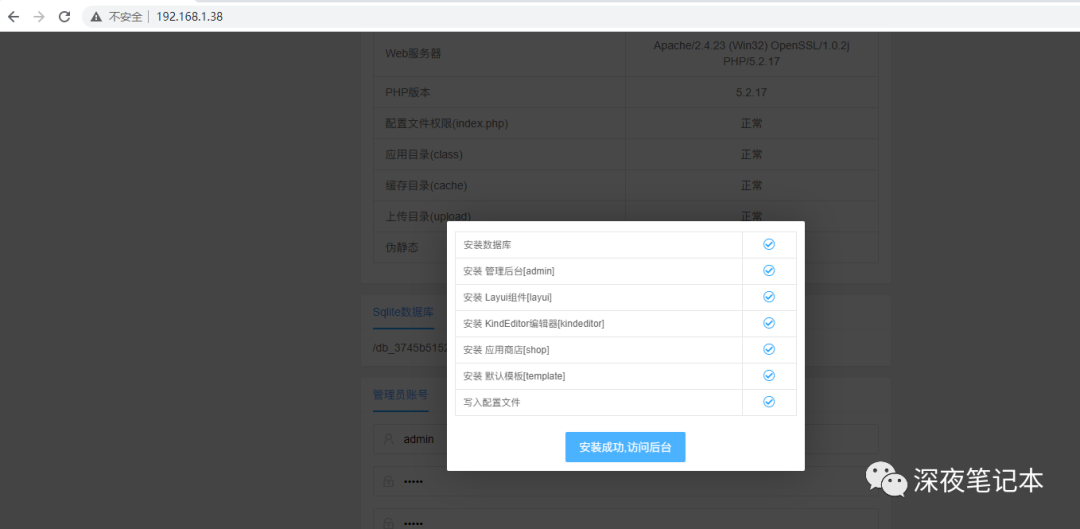 不安全 192.168.1.38
Web服务器
Apache/2.4.23 (Win32) OpenSSL/1.0.2j
PHP/5.2.17
PHP版本 5.2.17
配置文件权限(index.php) 正常
应用目录(class) 正常
缓存目录(cache) 正常
上传目录(upload) 正常
伪静态
安装数据库
安装 管理后台[admin]
安装 Layui组件[layui]
安装 KindEditor编辑器[kindeditor]
安装 应用商店[shop]
安装 默认模板[template]
写入配置文件
安装成功,访问后台
Sqlite数据库
/db_3745b5152
管理员账号
admin
•••••
•••••
深夜笔记本